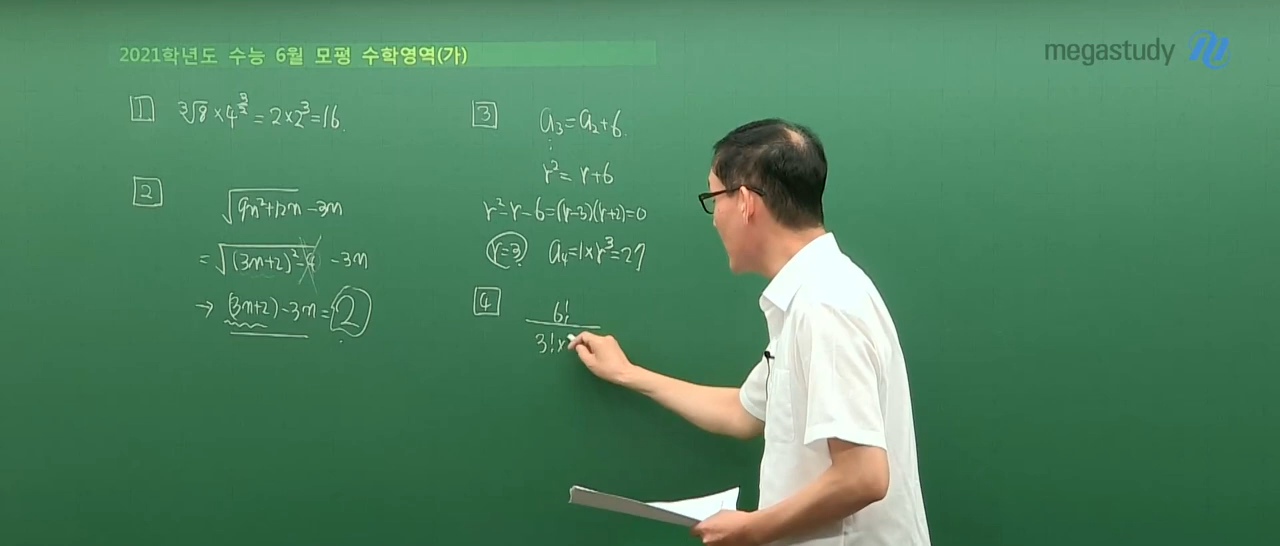 2021학년도 수능 6월 모평 수학영역(가)
megastudy
1
∛8×4^(3/2)=2×2³=16.
2
√(9n²+12n)-3n
=√((3n+2)²-4)-3n
→(3n+2)-3n=2
3
a₃=a₂+6.
r²=r+6
r²-r-6=(r-3)(r+2)=0
r=3. a₄=1×r³=27
4
6!
3!×